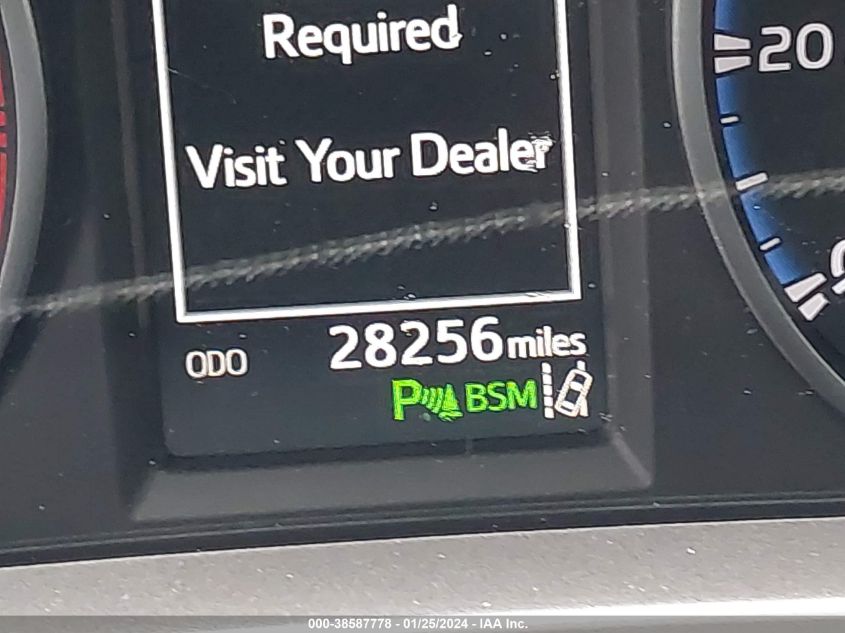 Required
20
Visit Your Dealer
ODO 28256 miles
P BSM
000-38587778 - 01/25/2024 - IAA Inc.